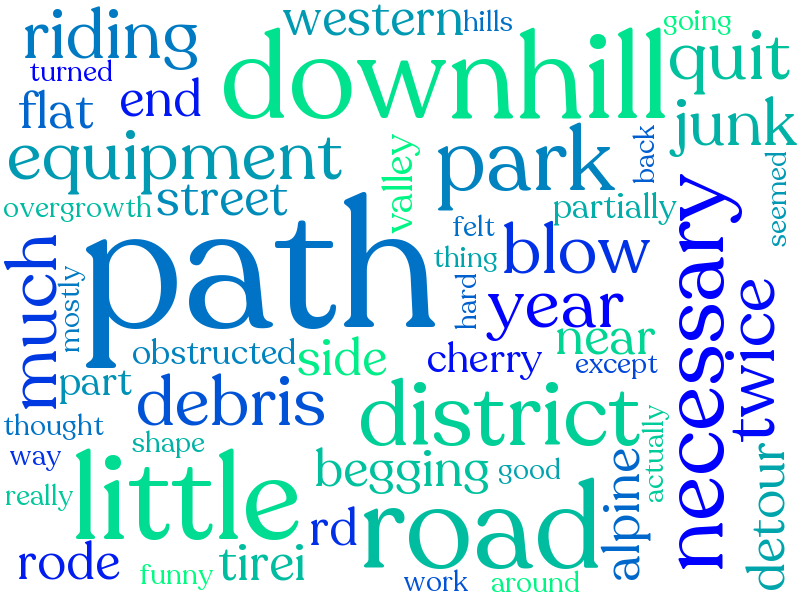 western
hills
going
riding
downhill
quit
turned
flat
end
junk
equipment
park
back
valley
overgrowth
street
partially
seemed
path
felt
blow
thing
necessary
much
mostly
hard
year
twice
obstructed
side
near
cherry
except
part
debris
district
thought
shape
way
little
begging
good
actually
alpine
detour
really
road
rd
rode
funny
tirei
work
around